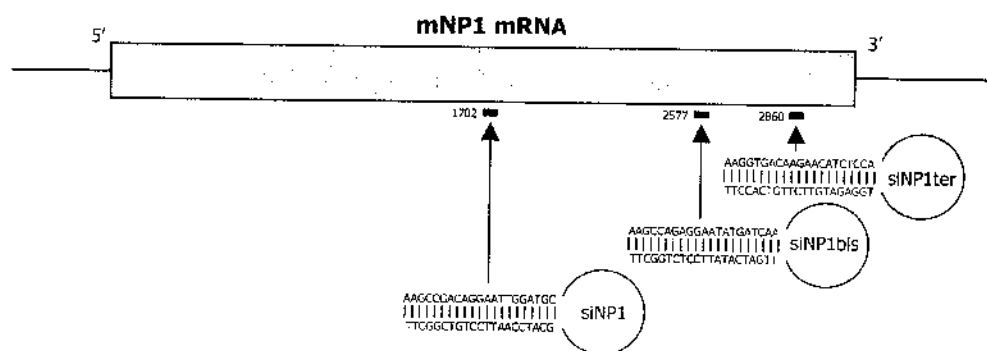 mNP1 mRNA
5'
3'
1702
2577
2860
AAGGTGACAAGAACATCTCCA
TTCCACTGTTCTTGTAGAGGT
siNP1ter
AAGCCAGAGGAATATGATCAA
TTCGGTCTCCTTATACTAGTT
siNP1bis
AAGCCGACAGGAATTGGATGC
TTCGGCTGTCCTTAACCTACG
siNP1